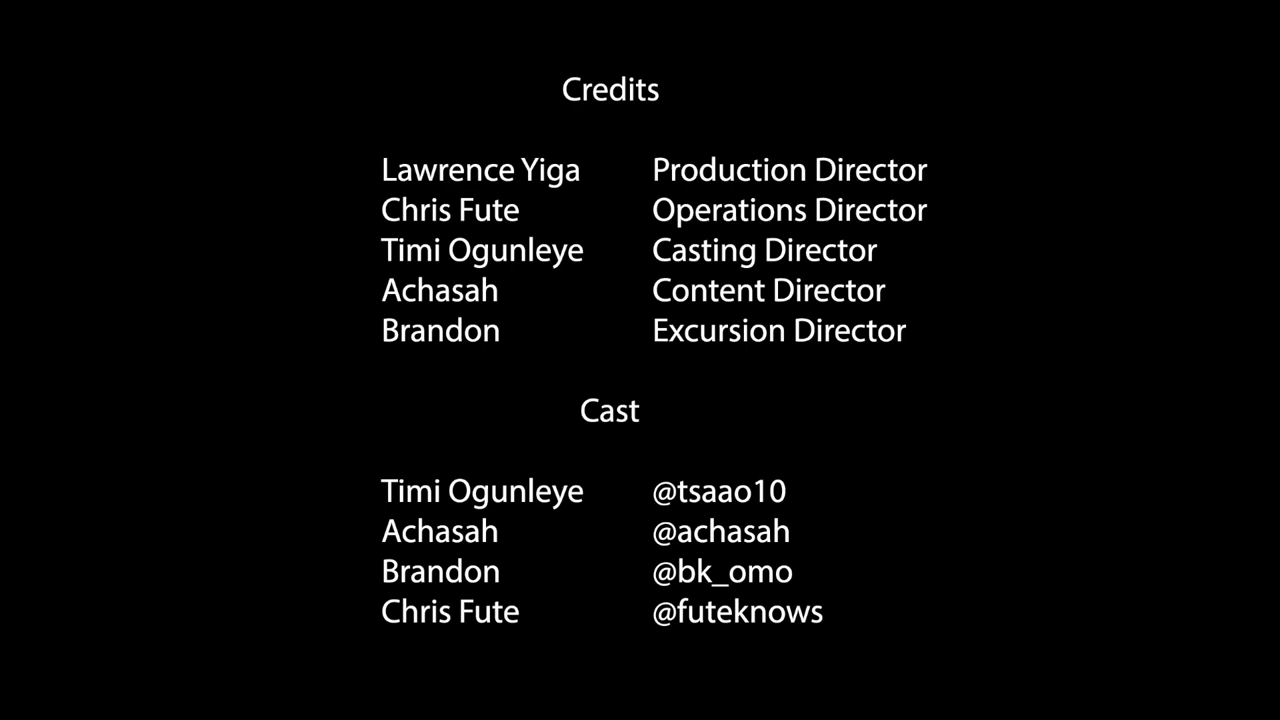 Credits
Lawrence Yiga Production Director
Chris Fute Operations Director
Timi Ogunleye Casting Director
Achasah Content Director
Brandon Excursion Director
Cast
Timi Ogunleye @tsaao10
Achasah @achasah
Brandon @bk_omo
Chris Fute @futeknows